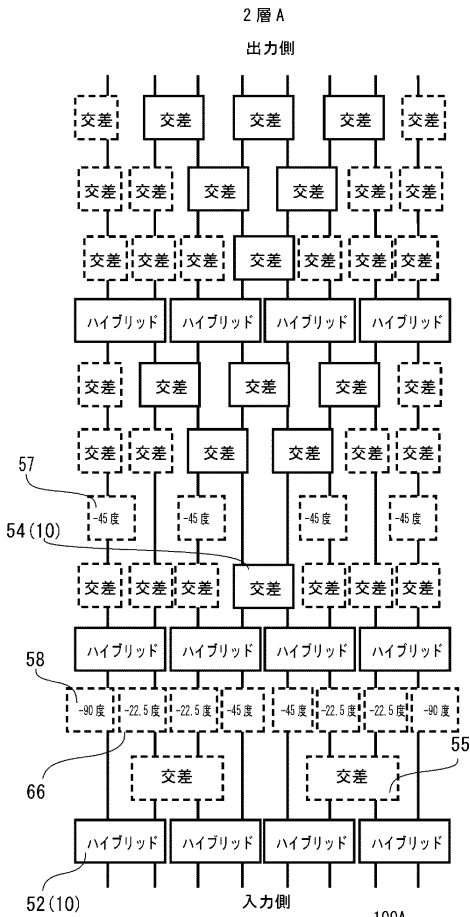 2層A
出力側
交差 交差 交差 交差 交差
交差 交差 交差 交差 交差 交差
交差 交差 交差 交差 交差 交差 交差
ハイブリッド ハイブリッド ハイブリッド ハイブリッド
交差 交差 交差 交差 交差
交差 交差 交差 交差 交差 交差
57
-45度 -45度 -45度 -45度
54(10)
交差 交差 交差 交差 交差 交差 交差
ハイブリッド ハイブリッド ハイブリッド ハイブリッド
58
-90度 -22.5度 -22.5度 -45度 -45度 -22.5度 -22.5度 -90度
55
66
交差 交差
ハイブリッド ハイブリッド ハイブリッド ハイブリッド
52(10)
入力側